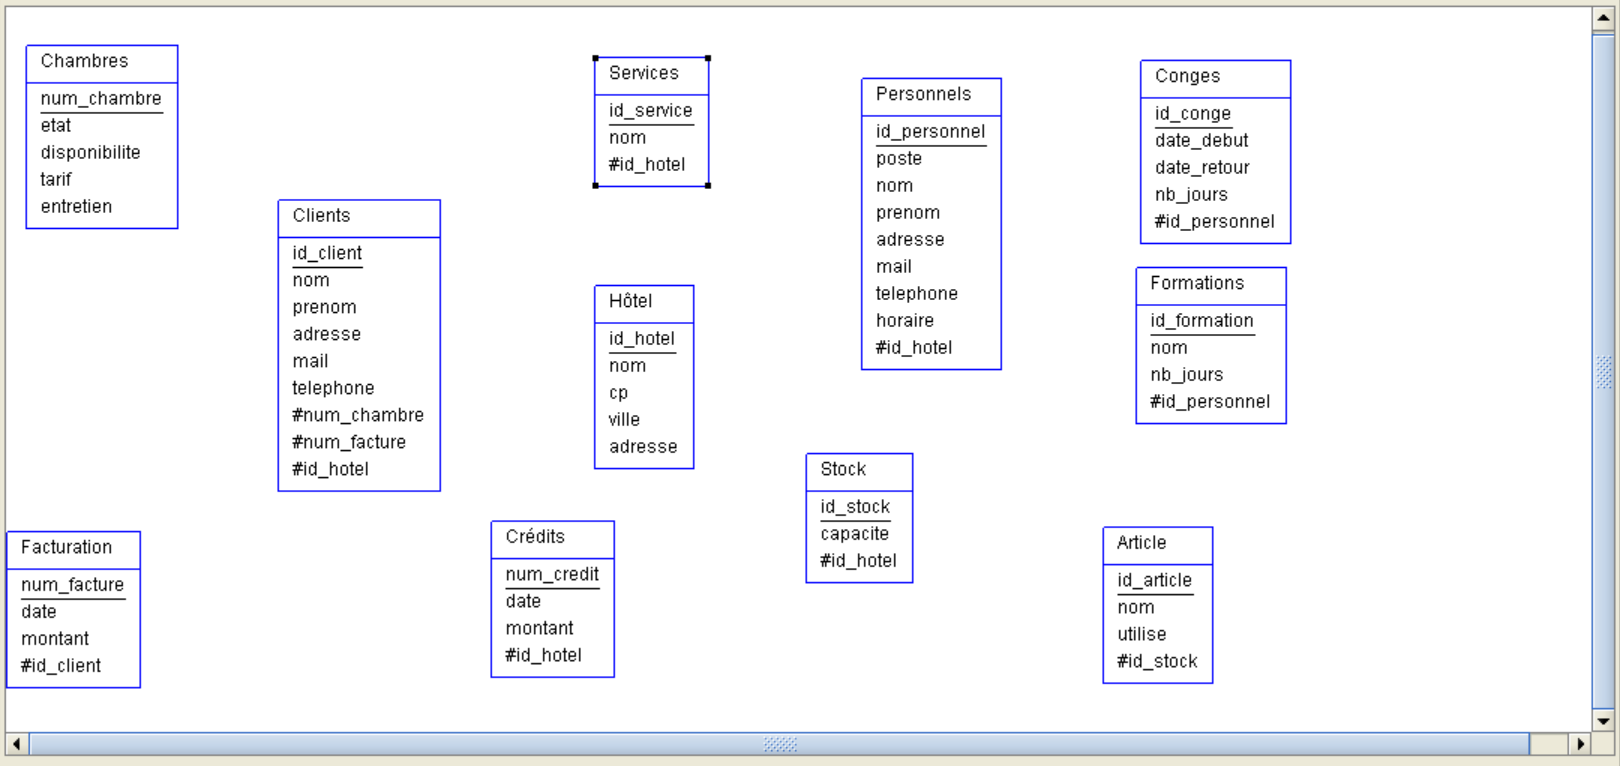 Chambres
num_chambre
etat
disponibilite
tarif
entretien
Clients
id_client
nom
prenom
adresse
mail
telephone
#num_chambre
#num_facture
#id_hotel
Facturation
num_facture
date
montant
#id_client
Services
id_service
nom
#id_hotel
Hôtel
id_hotel
nom
cp
ville
adresse
Crédits
num_credit
date
montant
#id_hotel
Personnels
id_personnel
poste
nom
prenom
adresse
mail
telephone
horaire
#id_hotel
Stock
id_stock
capacite
#id_hotel
Conges
id_conge
date_debut
date_retour
nb_jours
#id_personnel
Formations
id_formation
nom
nb_jours
#id_personnel
Article
id_article
nom
utilise
#id_stock